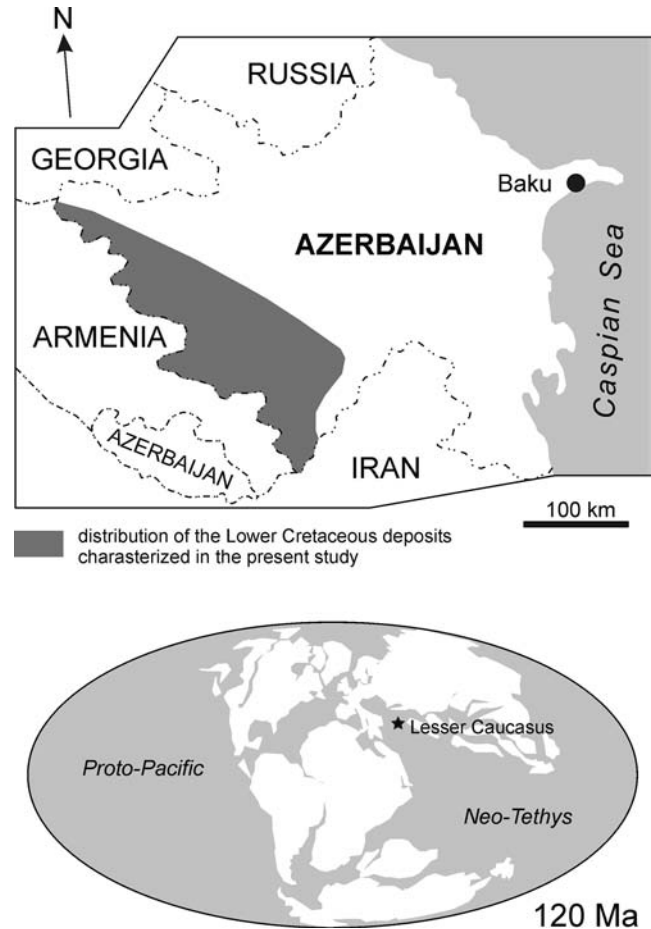 N
RUSSIA
GEORGIA
Baku
AZERBAIJAN
Caspian Sea
ARMENIA
AZERBAIJAN
IRAN
100 km
distribution of the Lower Cretaceous deposits
charasterized in the present study
Lesser Caucasus
Proto-Pacific
Neo-Tethys
120 Ma